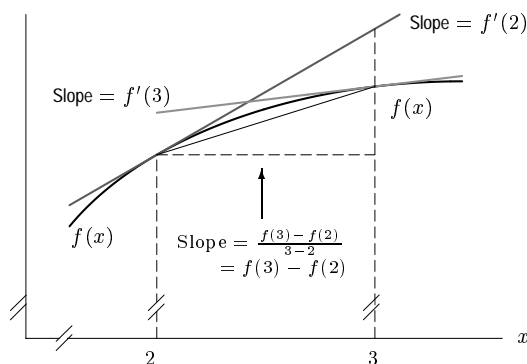 Slope = f′(2)
Slope = f′(3)
f(x)
f(x)
Slope = f(3)−f(2)/3−2
= f(3) − f(2)
x
2
3